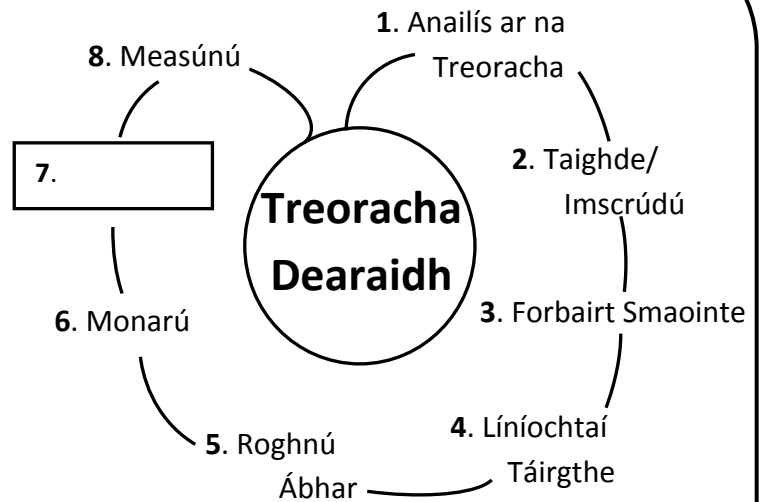 1. Anailís ar na
Treoracha
2. Taighde/
Imscrúdú
3. Forbairt Smaointe
4. Líníochtaí
Táirgthe
5. Roghnú
Ábhar
6. Monarú
7.
8. Measúnú
Treoracha
Dearaidh